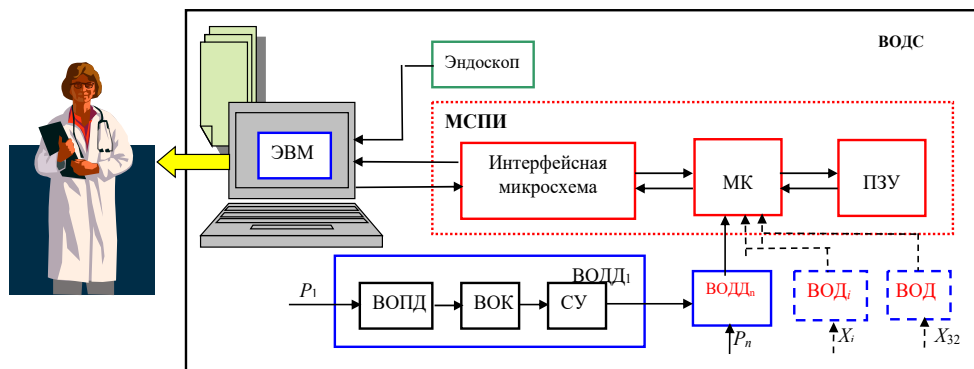 ВОДС
Эндоскоп
МСПИ
ЭВМ
Интерфейсная
микросхема
МК
ПЗУ
ВОДД₁
P₁
ВОПД
ВОК
СУ
ВОДДₙ
ВОДᵢ
ВОД
Pₙ
Xᵢ
X₃₂